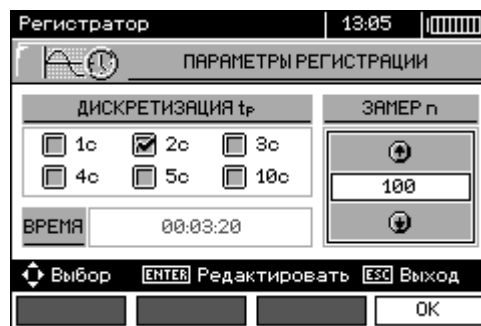 Регистратор 13:05
ПАРАМЕТРЫ РЕГИСТРАЦИИ
ДИСКРЕТИЗАЦИЯ tр ЗАМЕР n
1с 2с 3с
4с 5с 10с
100
ВРЕМЯ 00:03:20
Выбор ENTER Редактировать ESC Выход
OK